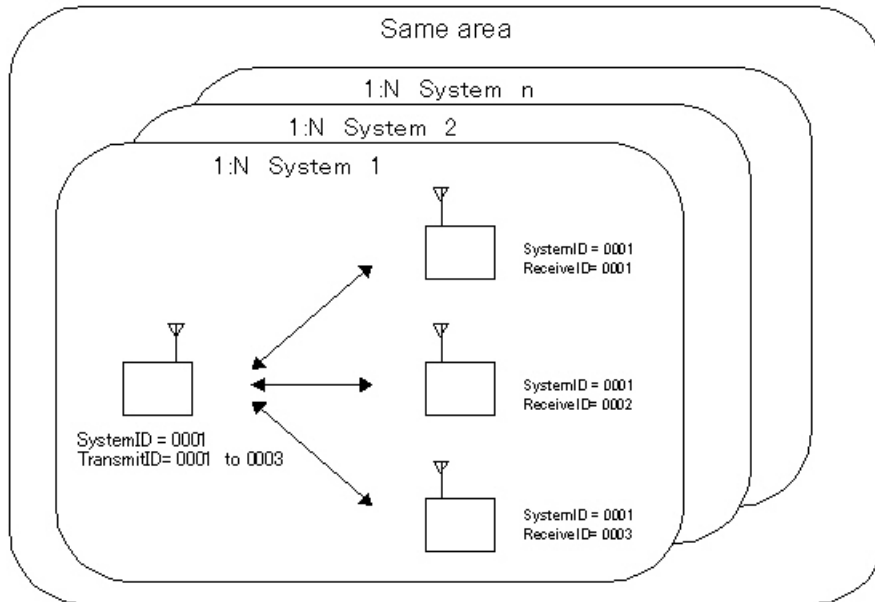 Same area
1:N System n
1:N System 2
1:N System 1
SystemID = 0001
ReceiveID= 0001
SystemID = 0001
ReceiveID= 0002
SystemID = 0001
TransmitID= 0001 to 0003
SystemID = 0001
ReceiveID= 0003